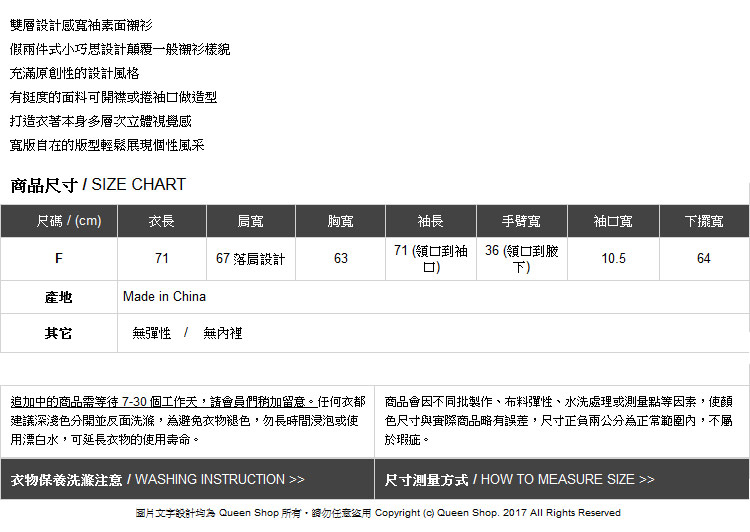 雙層設計感寬袖素面襯衫
假兩件式小巧思設計顛覆一般襯衫樣貌
充滿原創性的設計風格
有挺度的面料可開襟或捲袖口做造型
打造衣著本身多層次立體視覺感
寬版自在的版型輕鬆展現個性風采
商品尺寸 / SIZE CHART
尺碼 / (cm) 衣長 肩寬 胸寬 袖長 手臂寬 袖口寬 下擺寬
F 71 67 落肩設計 63 71 (領口到袖口) 36 (領口到腋下) 10.5 64
產地 Made in China
其它 無彈性 / 無內裡
追加中的商品需等待 7-30 個工作天，請會員們稍加留意。任何衣都
建議深淺色分開並反面洗滌，為避免衣物褪色，勿長時間浸泡或使
用漂白水，可延長衣物的使用壽命。
商品會因不同批製作、布料彈性、水洗處理或測量點等因素，使顏
色尺寸與實際商品略有誤差，尺寸正負兩公分為正常範圍內，不屬
於瑕疵。
衣物保養洗滌注意 / WASHING INSTRUCTION >>
尺寸測量方式 / HOW TO MEASURE SIZE >>
圖片文字設計均為 Queen Shop 所有‧請勿任意盜用 Copyright (c) Queen Shop. 2017 All Rights Reserved